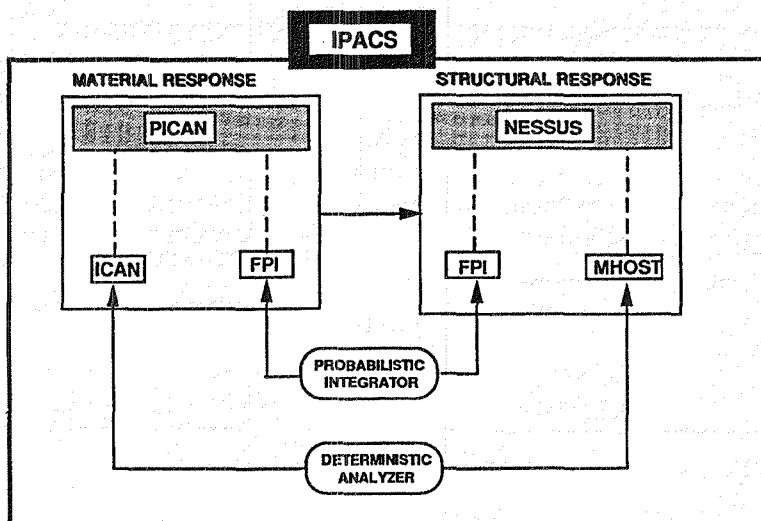 IPACS
MATERIAL RESPONSE
STRUCTURAL RESPONSE
PICAN
NESSUS
ICAN
FPI
FPI
MHOST
PROBABILISTIC
INTEGRATOR
DETERMINISTIC
ANALYZER